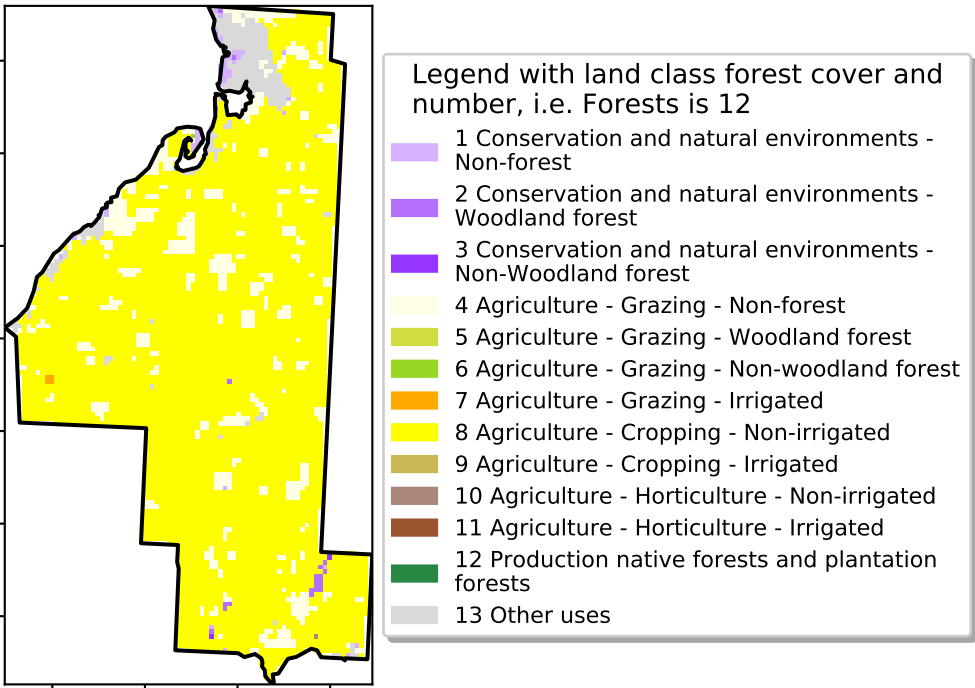 Legend with land class forest cover and
number, i.e. Forests is 12
1 Conservation and natural environments -
Non-forest
2 Conservation and natural environments -
Woodland forest
3 Conservation and natural environments -
Non-Woodland forest
4 Agriculture - Grazing - Non-forest
5 Agriculture - Grazing - Woodland forest
6 Agriculture - Grazing - Non-woodland forest
7 Agriculture - Grazing - Irrigated
8 Agriculture - Cropping - Non-irrigated
9 Agriculture - Cropping - Irrigated
10 Agriculture - Horticulture - Non-irrigated
11 Agriculture - Horticulture - Irrigated
12 Production native forests and plantation
forests
13 Other uses